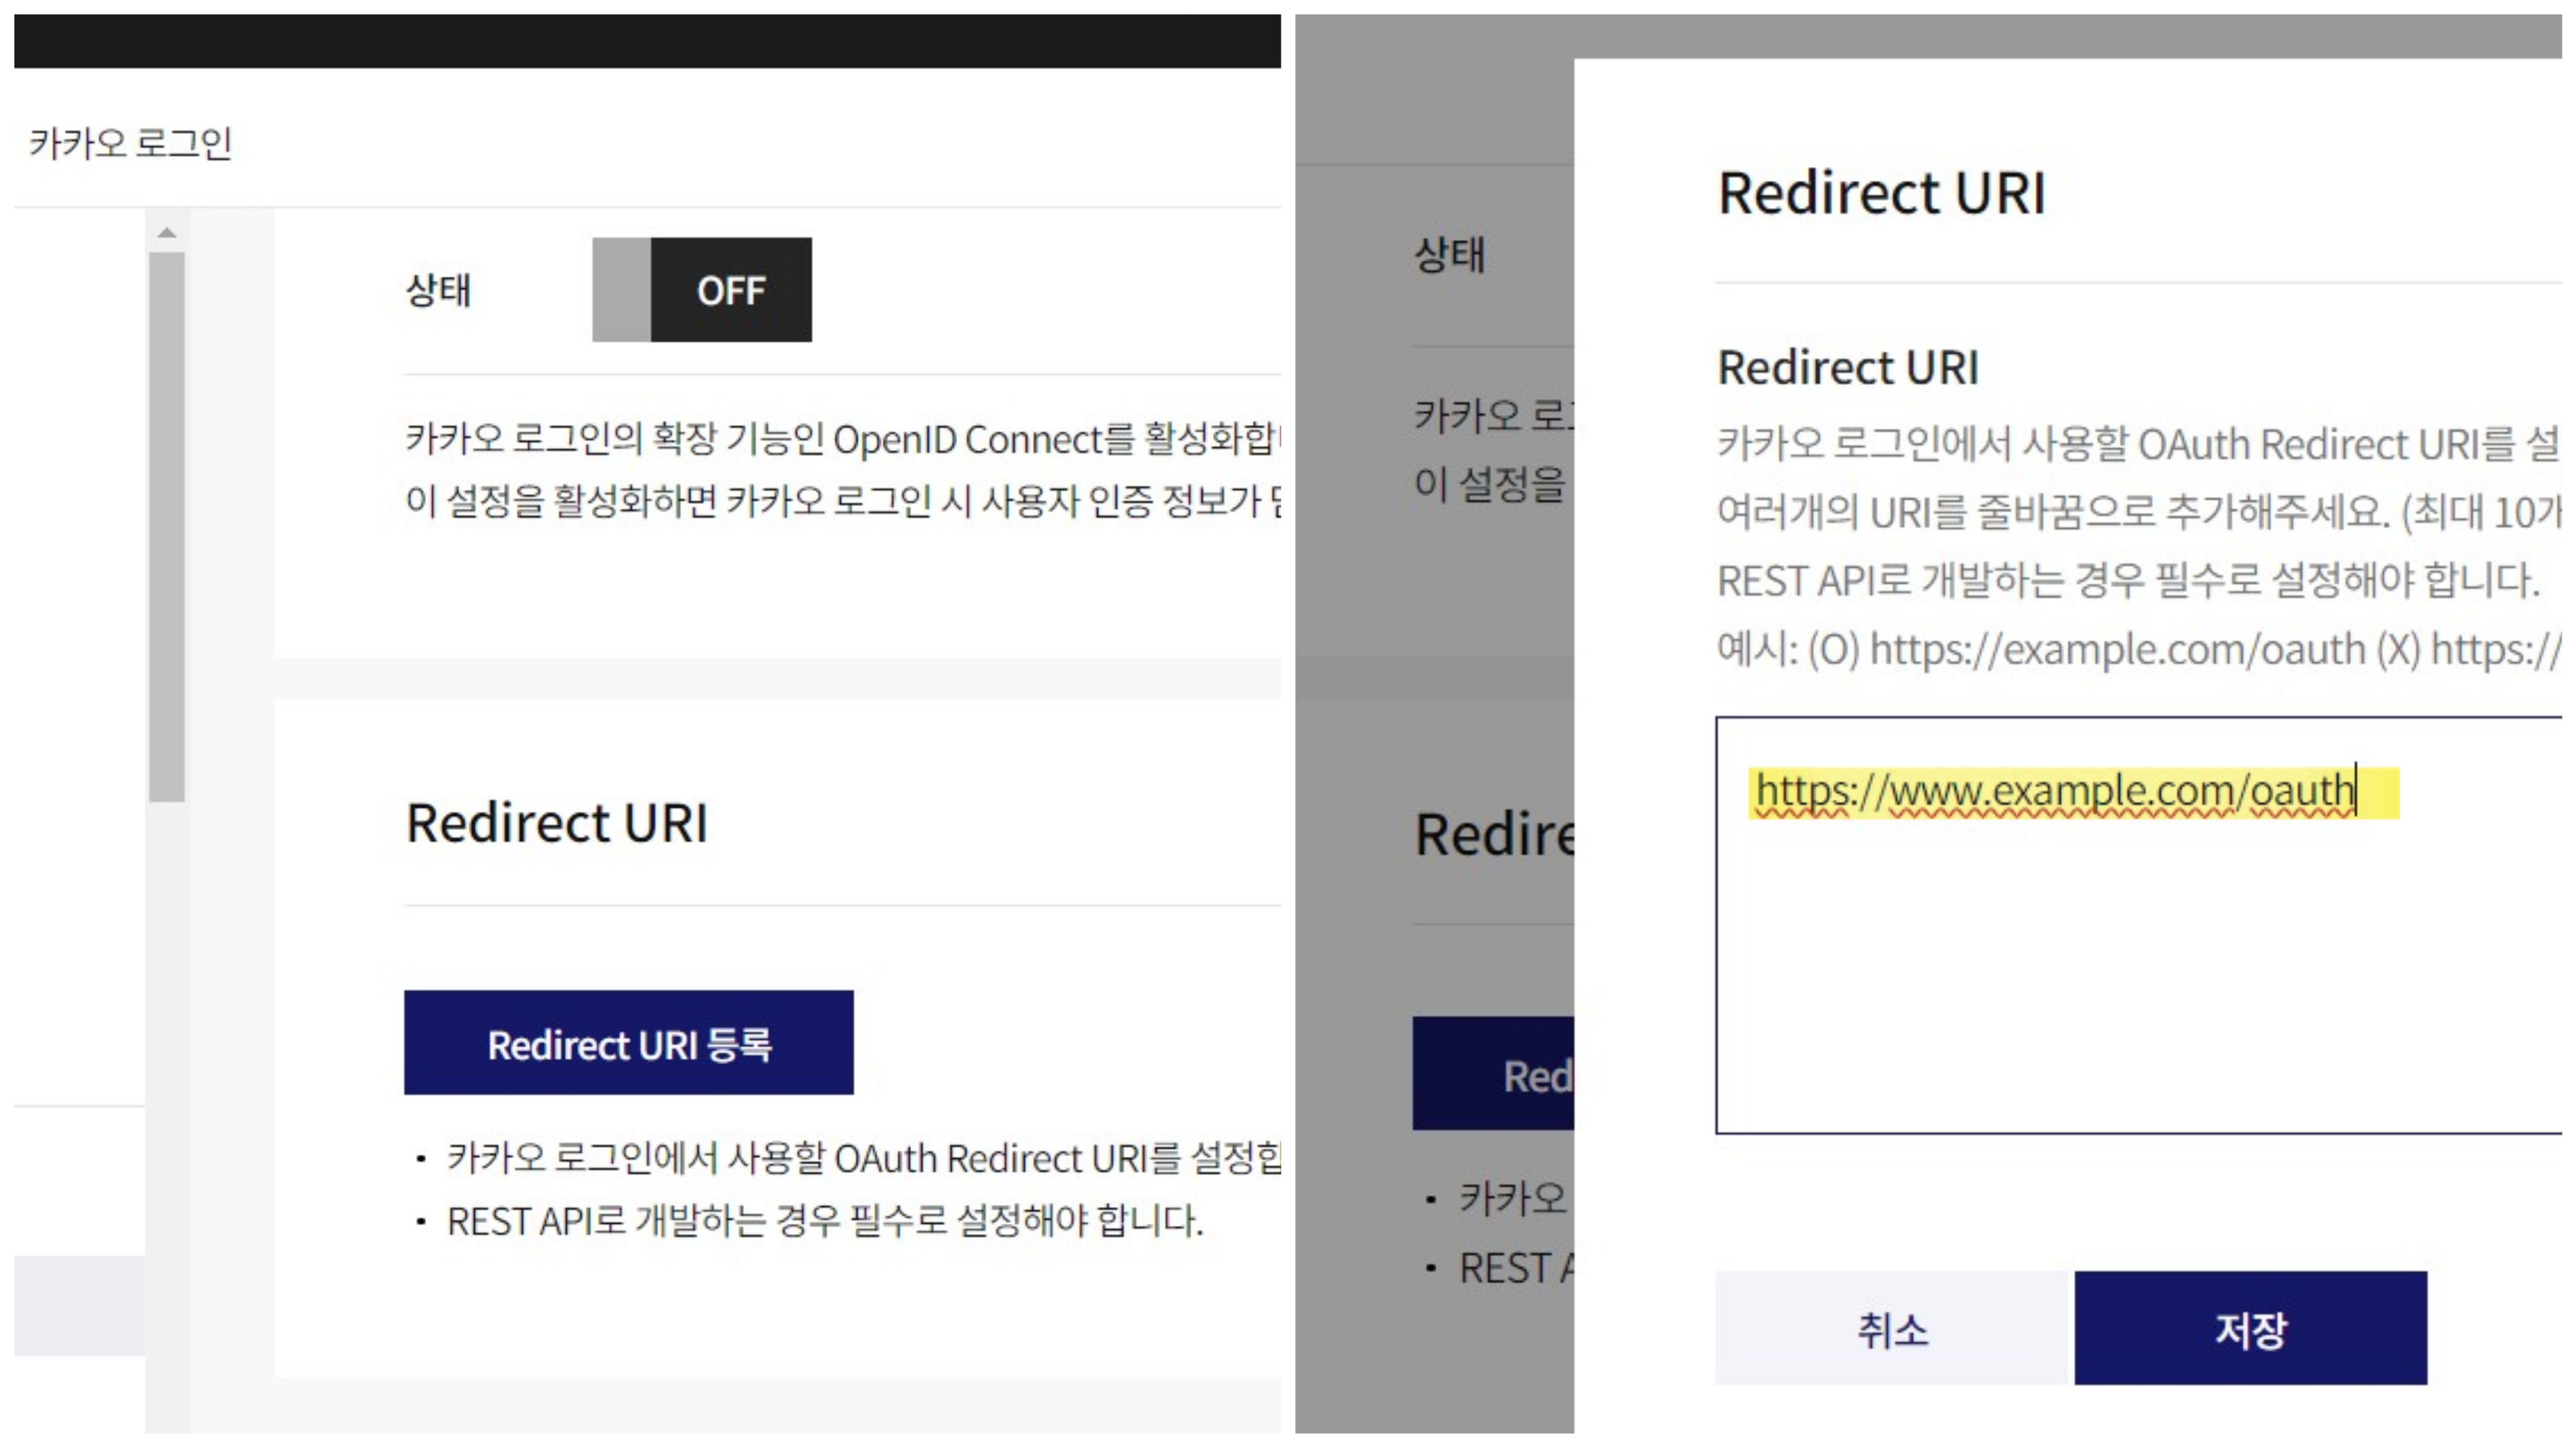 카카오 로그인
상태
OFF
카카오 로그인의 확장 기능인 OpenID Connect를 활성화합
이 설정을 활성화하면 카카오 로그인 시 사용자 인증 정보가
Redirect URI
Redirect URI 등록
• 카카오 로그인에서 사용할 OAuth Redirect URI를 설정합
• REST API로 개발하는 경우 필수로 설정해야 합니다.
상태
카카오 로
이 설정을
Redire
Red
• 카카오
• REST A
Redirect URI
Redirect URI
카카오 로그인에서 사용할 OAuth Redirect URI를 설
여러개의 URI를 줄바꿈으로 추가해주세요. (최대 10개
REST API로 개발하는 경우 필수로 설정해야 합니다.
예시: (O) https://example.com/oauth (X) https://
https://www.example.com/oauth
취소
저장